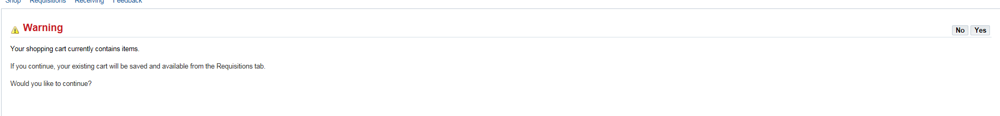 Shop Requisitions Receiving Feedback
Warning
No Yes
Your shopping cart currently contains items.
If you continue, your existing cart will be saved and available from the Requisitions tab.
Would you like to continue?